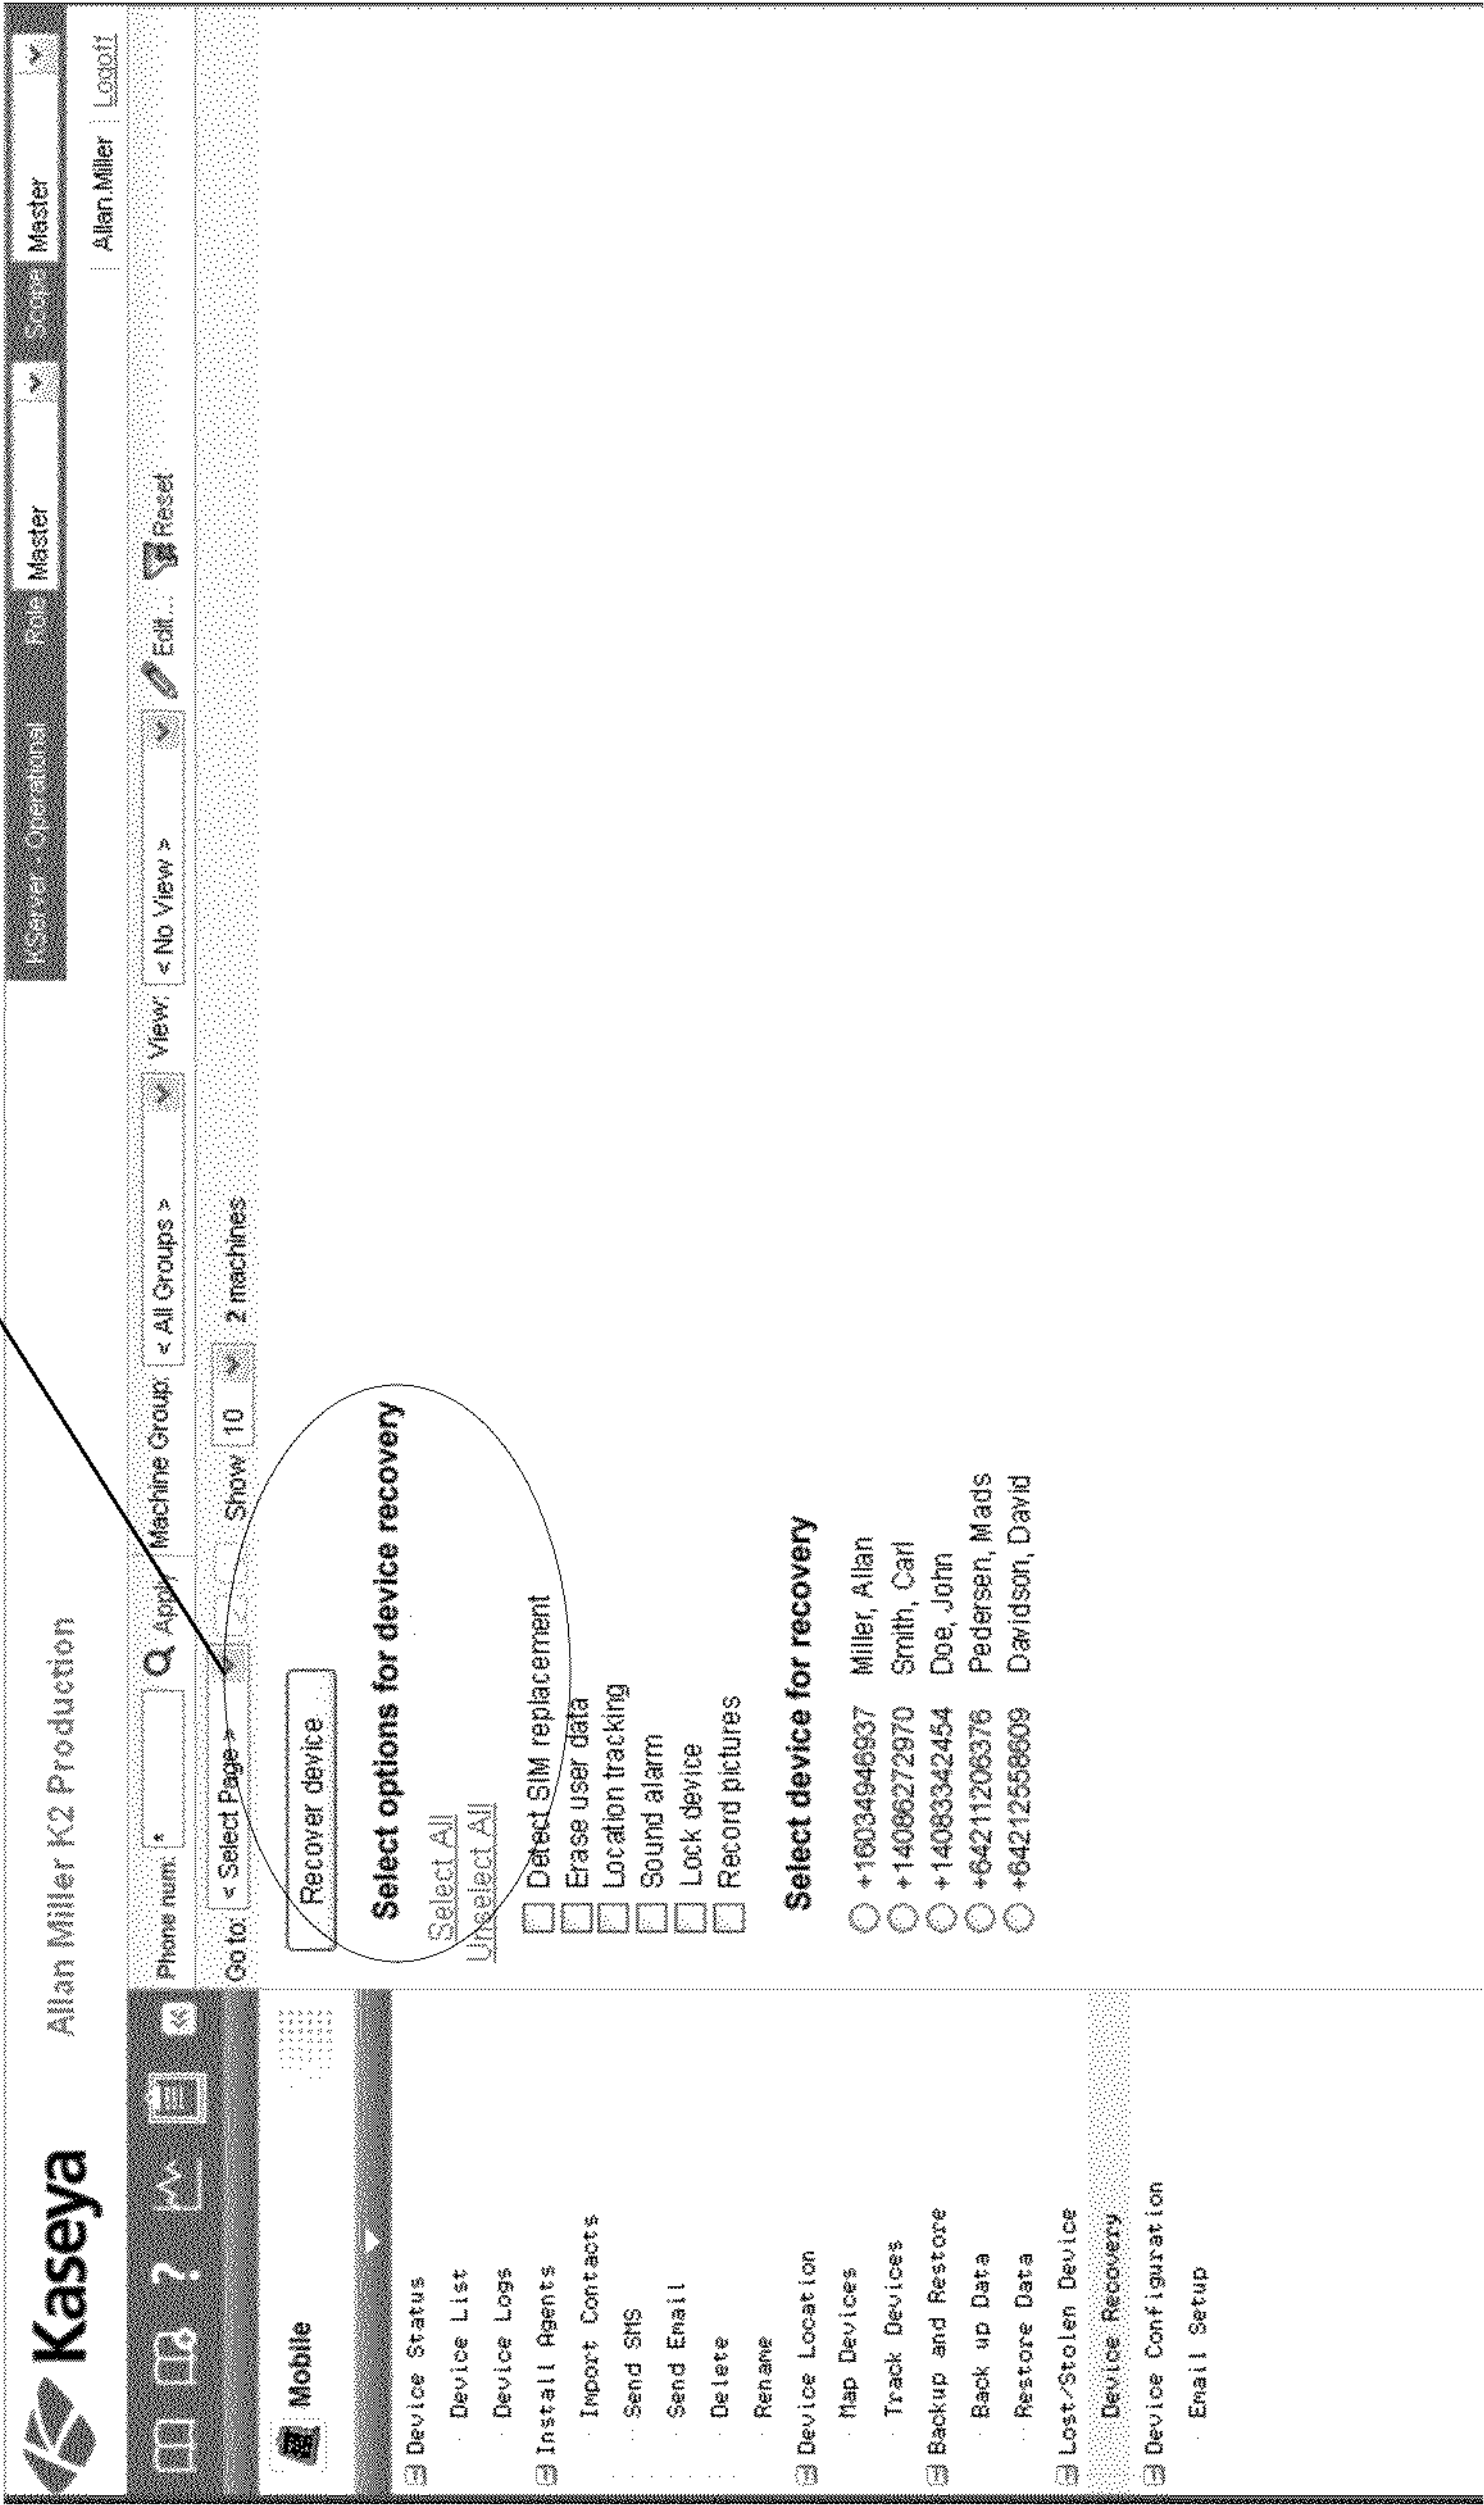 Kaseya
Allan Miller K2 Production
KServer - Operational Role Master Scope Master
Allan.Miller Logoff
Phone num: * Apply Machine Group: < All Groups > View: < No View > Edit... Reset
Go to: < Select Page > Show 10 2 machines
Mobile
Device Status
Device List
Device Logs
Install Agents
Import Contacts
Send SMS
Send Email
Delete
Rename
Device Location
Map Devices
Track Devices
Backup and Restore
Back up Data
Restore Data
Lost/Stolen Device
Device Recovery
Device Configuration
Email Setup
Recover device
Select options for device recovery
Select All
Unselect All
Detect SIM replacement
Erase user data
Location tracking
Sound alarm
Lock device
Record pictures
Select device for recovery
+16034946937 Miller, Allan
+14086272970 Smith, Carl
+14083342454 Doe, John
+642111206376 Pedersen, Mads
+64212558609 Davidson, David